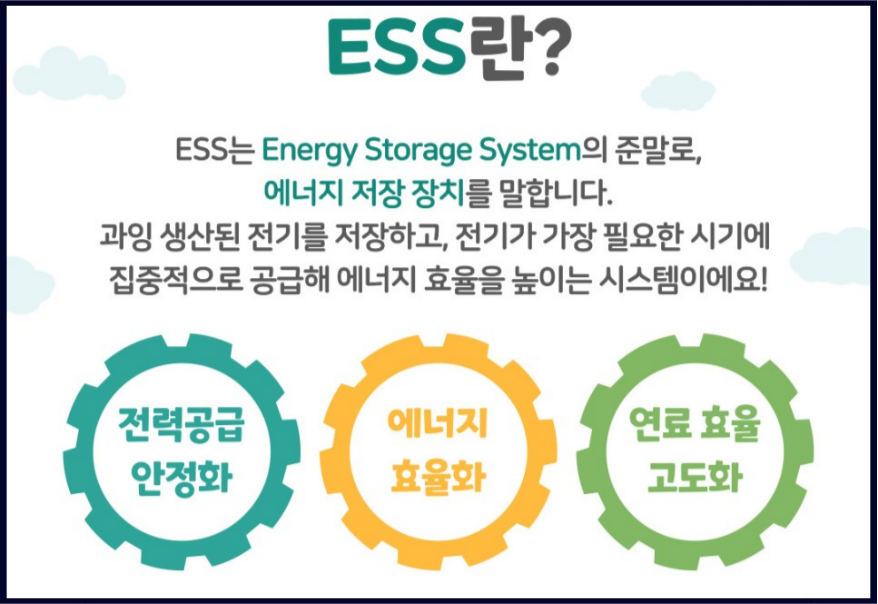 ESS란?
ESS는 Energy Storage System의 준말로,
에너지 저장 장치를 말합니다.
과잉 생산된 전기를 저장하고, 전기가 가장 필요한 시기에
집중적으로 공급해 에너지 효율을 높이는 시스템이에요!
전력공급
안정화
에너지
효율화
연료 효율
고도화